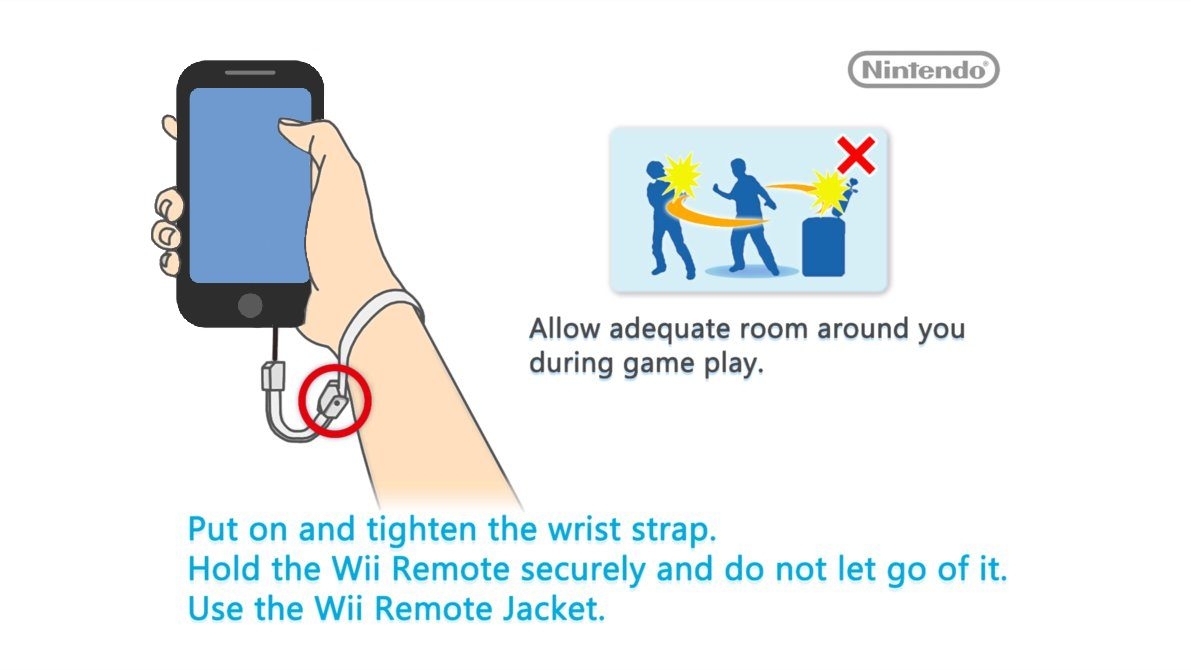 Nintendo®
Allow adequate room around you
during game play.
Put on and tighten the wrist strap.
Hold the Wii Remote securely and do not let go of it.
Use the Wii Remote Jacket.